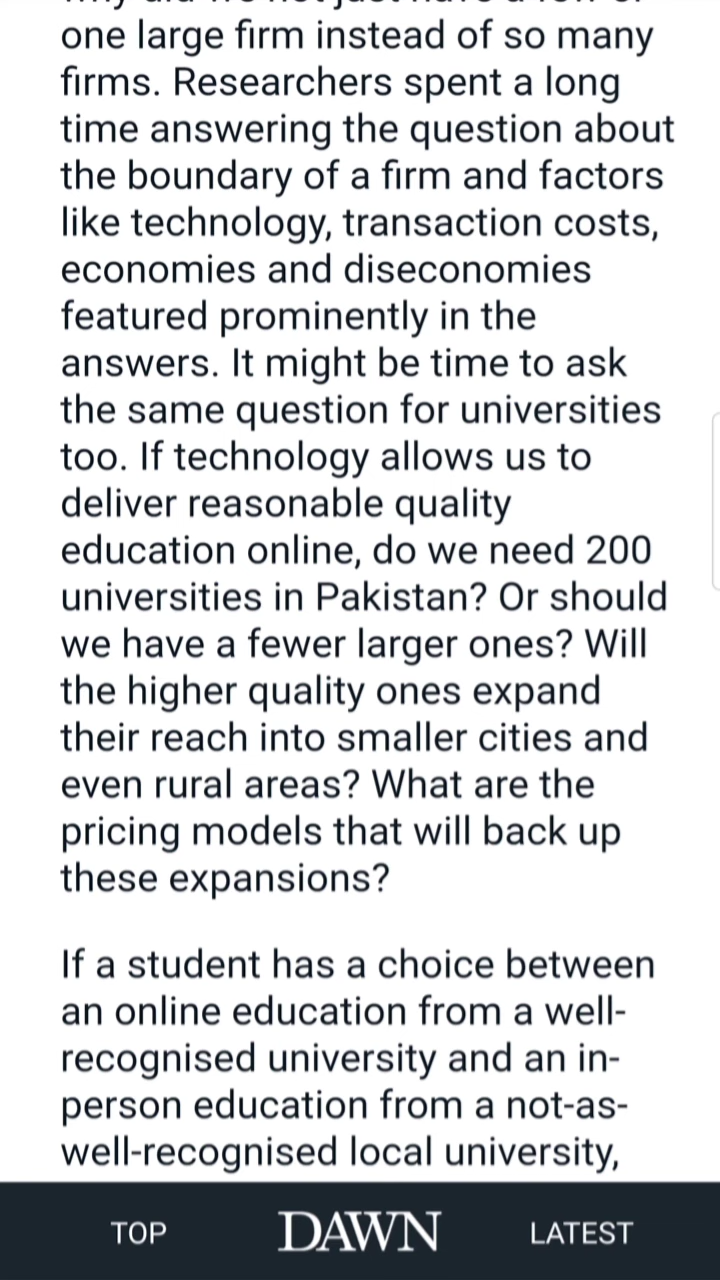 one large firm instead of so many
firms. Researchers spent a long
time answering the question about
the boundary of a firm and factors
like technology, transaction costs,
economies and diseconomies
featured prominently in the
answers. It might be time to ask
the same question for universities
too. If technology allows us to
deliver reasonable quality
education online, do we need 200
universities in Pakistan? Or should
we have a fewer larger ones? Will
the higher quality ones expand
their reach into smaller cities and
even rural areas? What are the
pricing models that will back up
these expansions?
If a student has a choice between
an online education from a well-
recognised university and an in-
person education from a not-as-
well-recognised local university,
TOP DAWN LATEST